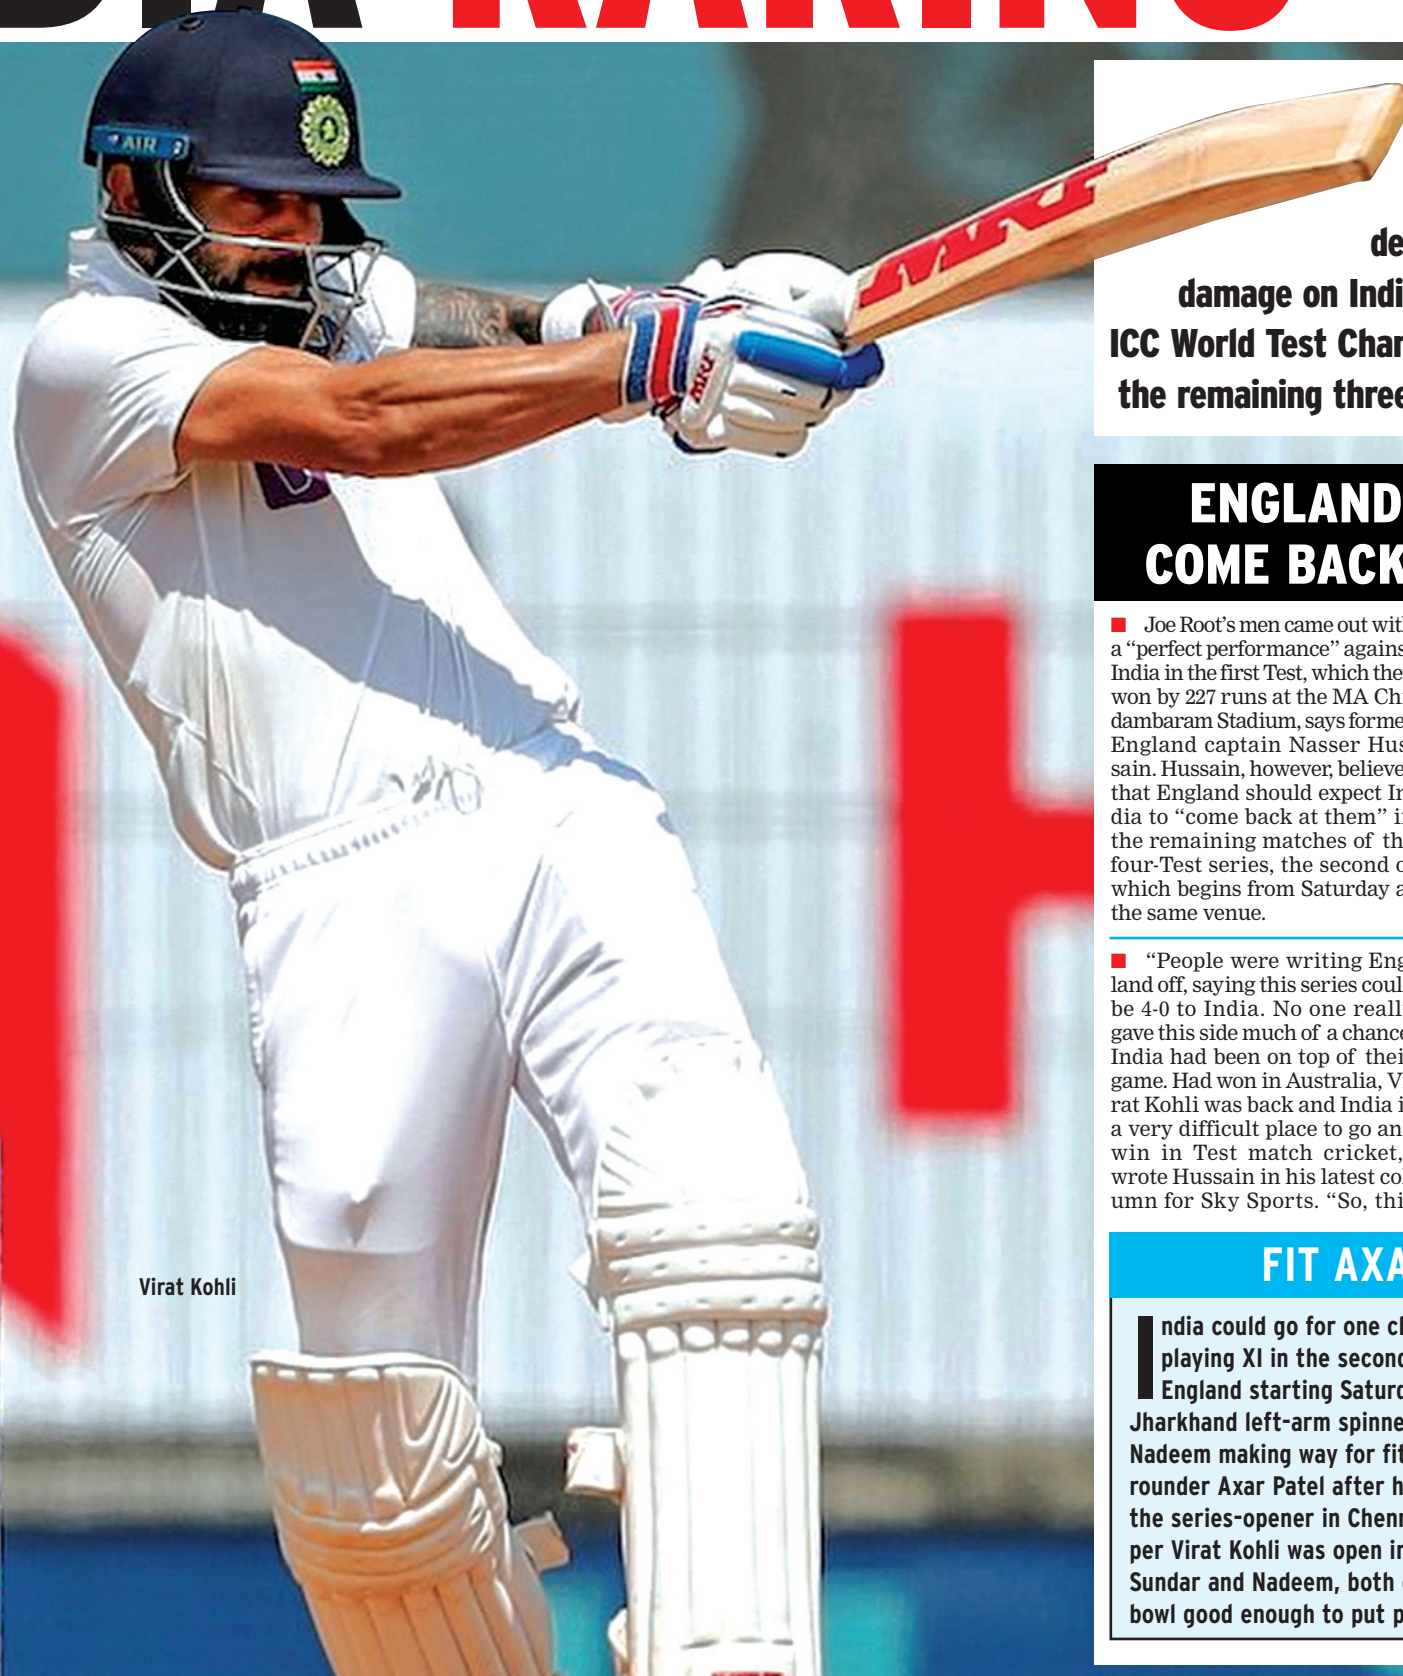 AIR
MRF
MRF
de
damage on Indi
ICC World Test Char
the remaining three
ENGLAND
COME BACK
Joe Root's men came out with
a “perfect performance” agains
India in the first Test, which the
won by 227 runs at the MA Chi
dambaram Stadium, says forme
England captain Nasser Hus
sain. Hussain, however, believe
that England should expect In
dia to “come back at them” i
the remaining matches of th
four-Test series, the second o
which begins from Saturday a
the same venue.
“People were writing Eng
land off, saying this series coul
be 4-0 to India. No one reall
gave this side much of a chance
India had been on top of thei
game. Had won in Australia, Vi
rat Kohli was back and India i
a very difficult place to go an
win in Test match cricket,
wrote Hussain in his latest col
umn for Sky Sports. “So, thi
Virat Kohli
FIT AXA
India could go for one cl
playing XI in the second
England starting Saturd
Jharkhand left-arm spinne
Nadeem making way for fit
rounder Axar Patel after h
the series-opener in Chenn
per Virat Kohli was open in
Sundar and Nadeem, both
bowl good enough to put p